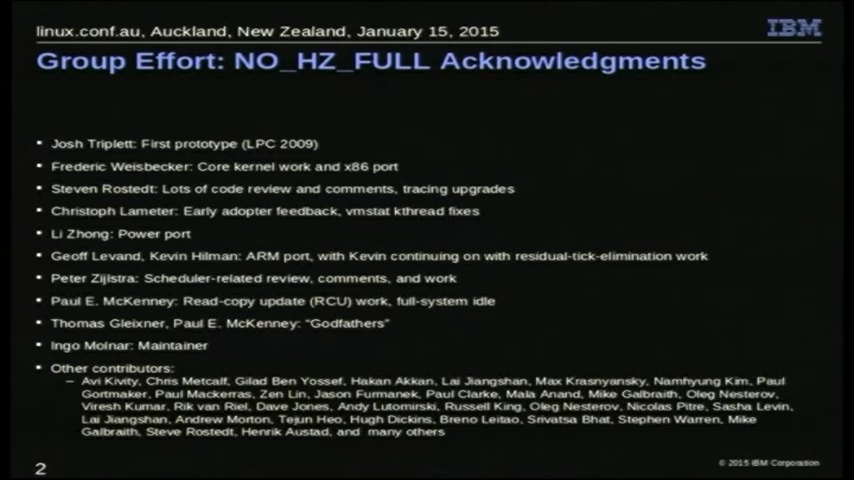 linux.conf.au, Auckland, New Zealand, January 15, 2015
IBM
Group Effort: NO_HZ_FULL Acknowledgments
Josh Triplett: First prototype (LPC 2009)
Frederic Weisbecker: Core kernel work and x86 port
Steven Rostedt: Lots of code review and comments, tracing upgrades
Christoph Lameter: Early adopter feedback, vmstat kthread fixes
Li Zhong: Power port
Geoff Levand, Kevin Hilman: ARM port, with Kevin continuing on with residual-tick-elimination work
Peter Zijlstra: Scheduler-related review, comments, and work
Paul E. McKenney: Read-copy update (RCU) work, full-system idle
Thomas Gleixner, Paul E. McKenney: “Godfathers”
Ingo Molnar: Maintainer
Other contributors:
– Avi Kivity, Chris Metcalf, Gilad Ben Yossef, Hakan Akkan, Lai Jiangshan, Max Krasnyansky, Namhyung Kim, Paul
Gortmaker, Paul Mackerras, Zen Lin, Jason Furmanek, Paul Clarke, Mala Anand, Mike Galbraith, Oleg Nesterov,
Viresh Kumar, Rik van Riel, Dave Jones, Andy Lutomirski, Russell King, Oleg Nesterov, Nicolas Pitre, Sasha Levin,
Lai Jiangshan, Andrew Morton, Tejun Heo, Hugh Dickins, Breno Leitao, Srivatsa Bhat, Stephen Warren, Mike
Galbraith, Steve Rostedt, Henrik Austad, and many others
2
© 2015 IBM Corporation